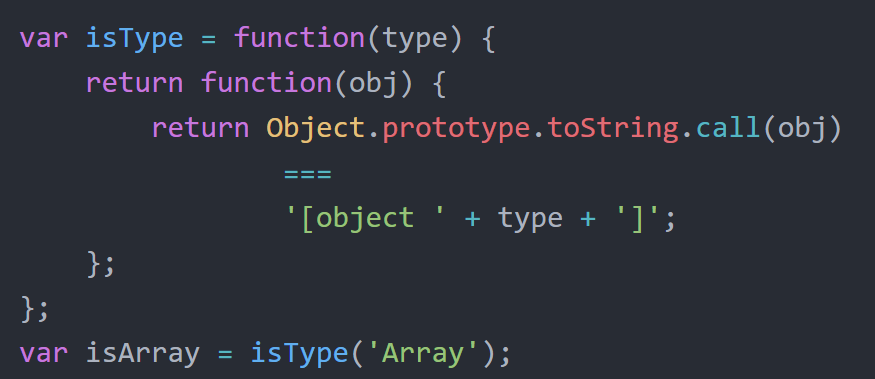 var isType = function(type) {
    return function(obj) {
        return Object.prototype.toString.call(obj)
                ===
                '[object ' + type + ']';
    };
};
var isArray = isType('Array');